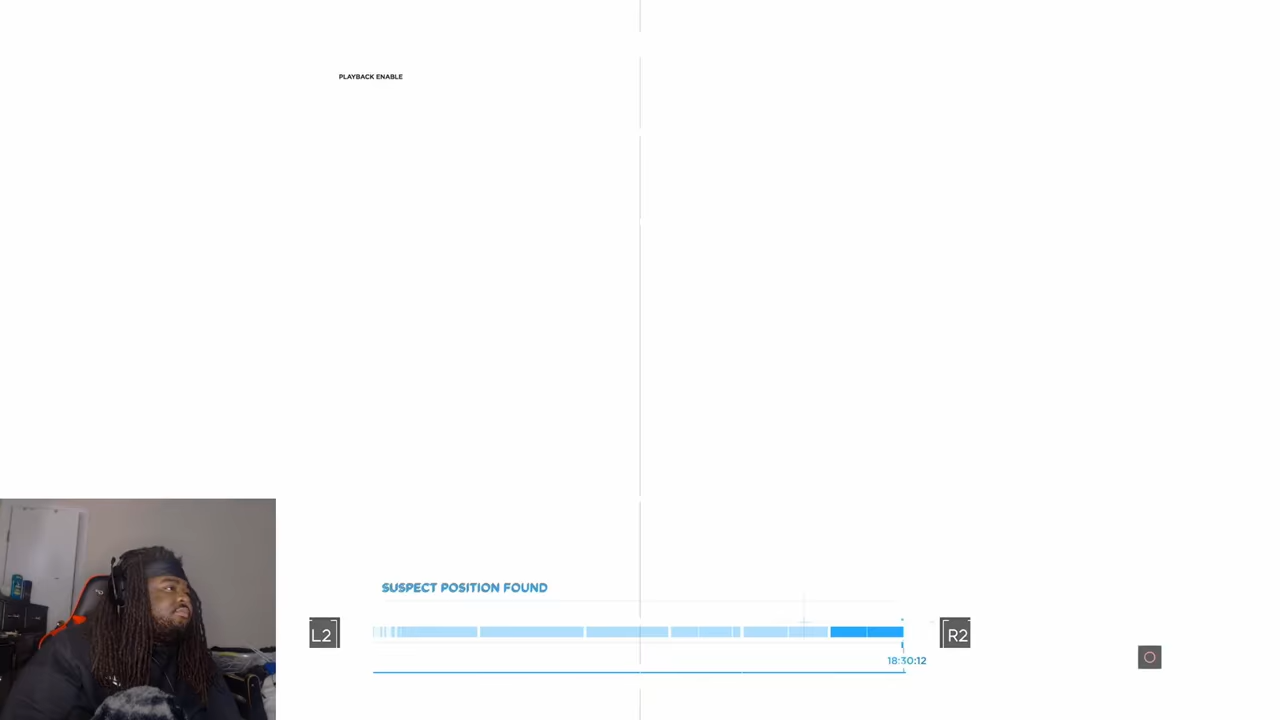 PLAYBACK ENABLE
SUSPECT POSITION FOUND
L2
R2
18:30:12